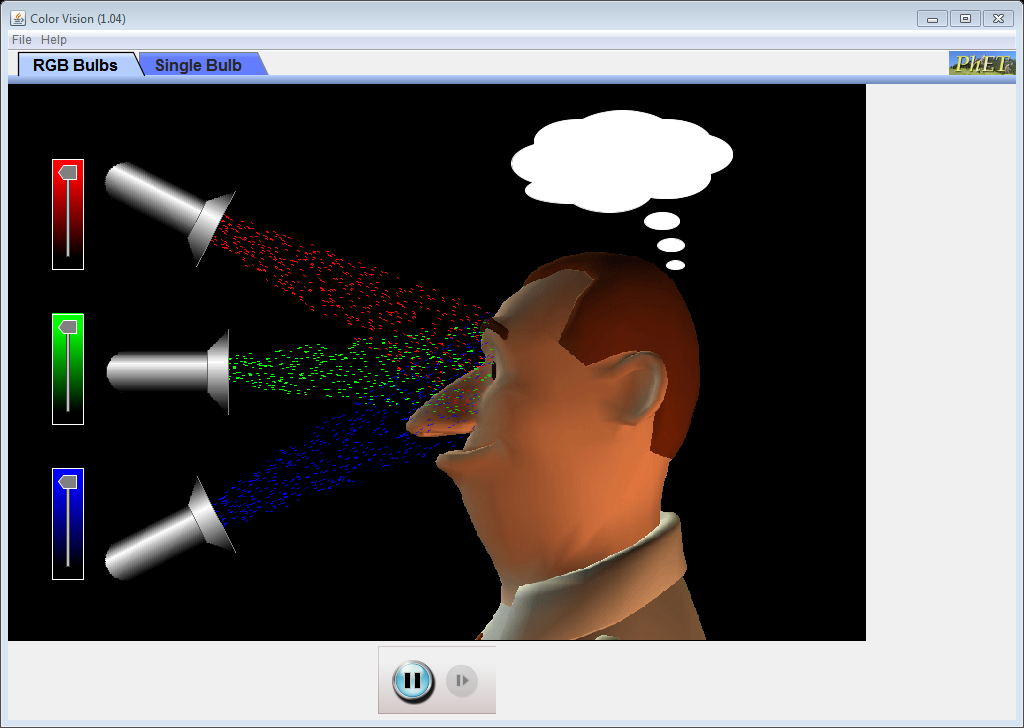 Color Vision (1.04)
File Help
RGB Bulbs Single Bulb
PhET